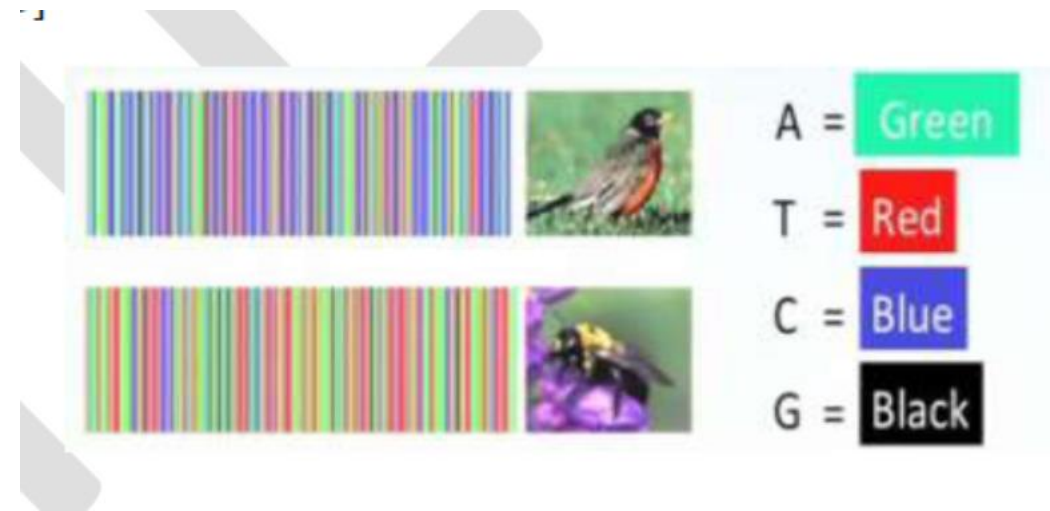 A = Green
T = Red
C = Blue
G = Black